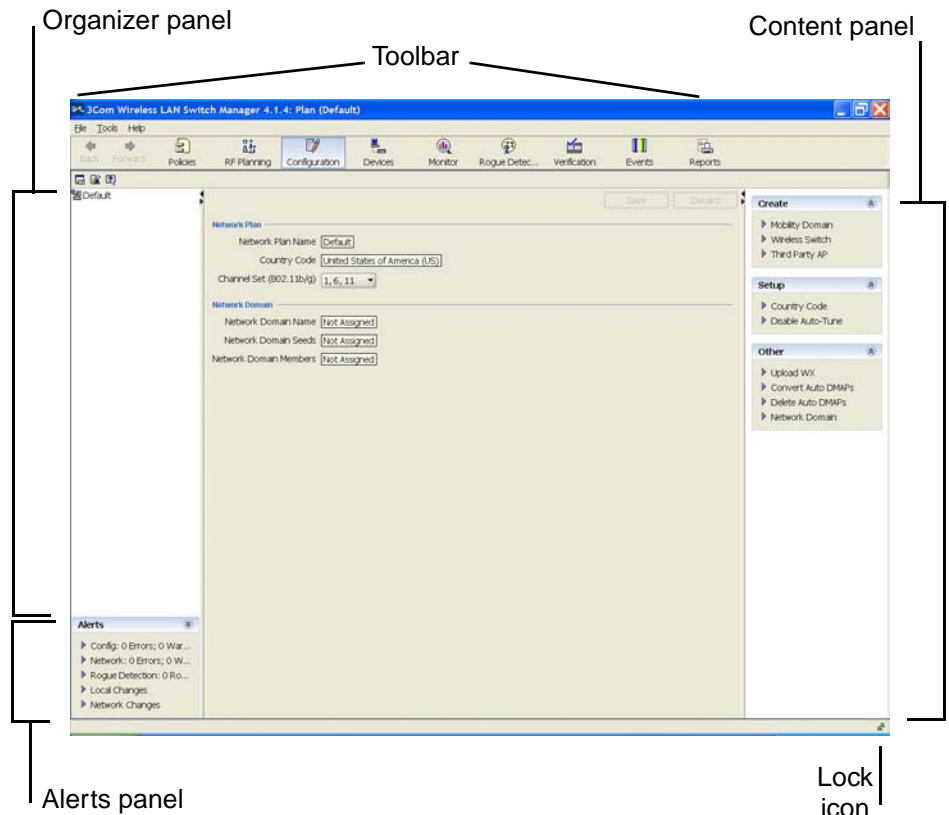 Organizer panel
Content panel
Toolbar
3Com Wireless LAN Switch Manager 4.1.4: Plan (Default)
File Tools Help
Back Forward Policies RF Planning Configuration Devices Monitor Rogue Detec... Verification Events Reports
Default
Save Discard
Network Plan
Network Plan Name Default
Country Code United States of America (US)
Channel Set (802.11b/g) 1, 6, 11
Network Domain
Network Domain Name Not Assigned
Network Domain Seeds Not Assigned
Network Domain Members Not Assigned
Create
Mobility Domain
Wireless Switch
Third Party AP
Setup
Country Code
Disable Auto-Tune
Other
Upload WX
Convert Auto DMAPs
Delete Auto DMAPs
Network Domain
Alerts
Config: 0 Errors; 0 War...
Network: 0 Errors; 0 W...
Rogue Detection: 0 Ro...
Local Changes
Network Changes
Alerts panel
Lock
icon